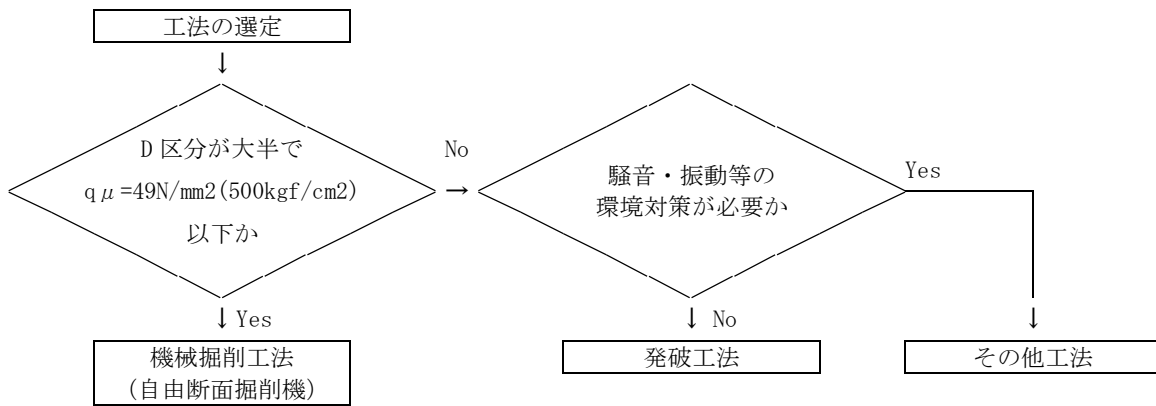 工法の選定
↓
D 区分が大半で
qμ=49N/mm2(500kgf/cm2)
以下か
No
→
騒音・振動等の
環境対策が必要か
Yes
↓ Yes
↓ No
↓
機械掘削工法
(自由断面掘削機)
発破工法
その他工法